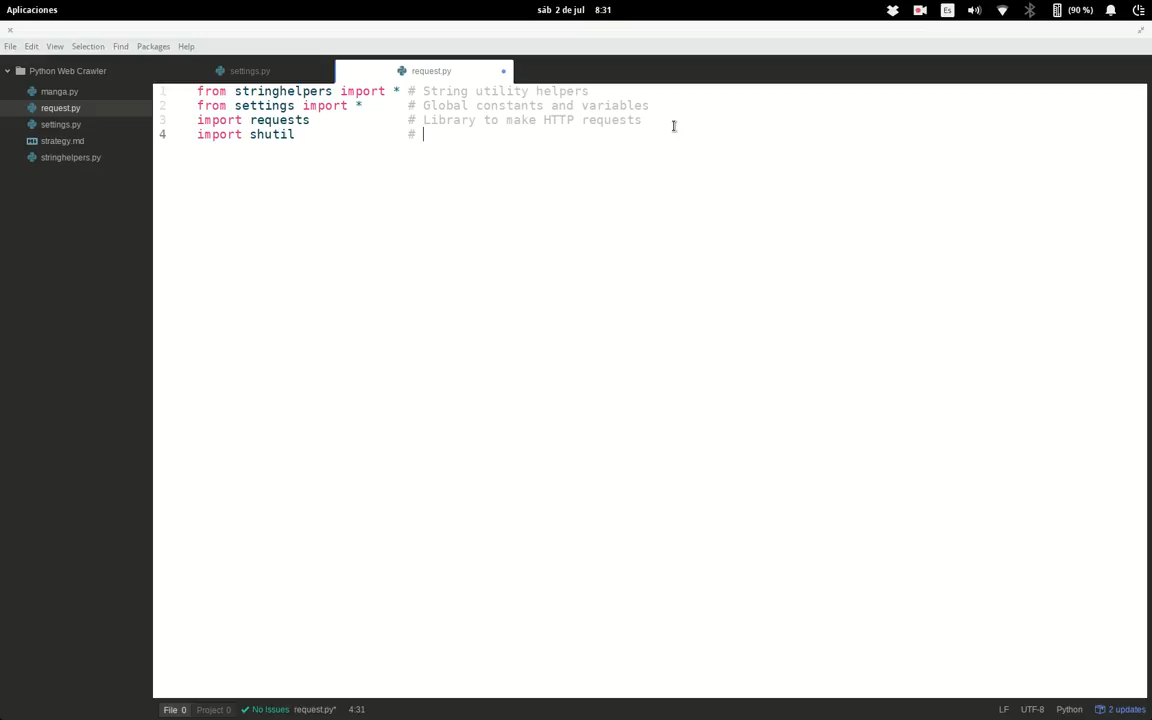 Aplicaciones
sáb 2 de jul 8:31
Es
(90 %)
File Edit View Selection Find Packages Help
Python Web Crawler
manga.py
request.py
settings.py
strategy.md
stringhelpers.py
settings.py
request.py
1 from stringhelpers import * # String utility helpers
2 from settings import * # Global constants and variables
3 import requests # Library to make HTTP requests
4 import shutil #
File 0 Project 0 No Issues request.py* 4:31
LF UTF-8 Python 2 updates